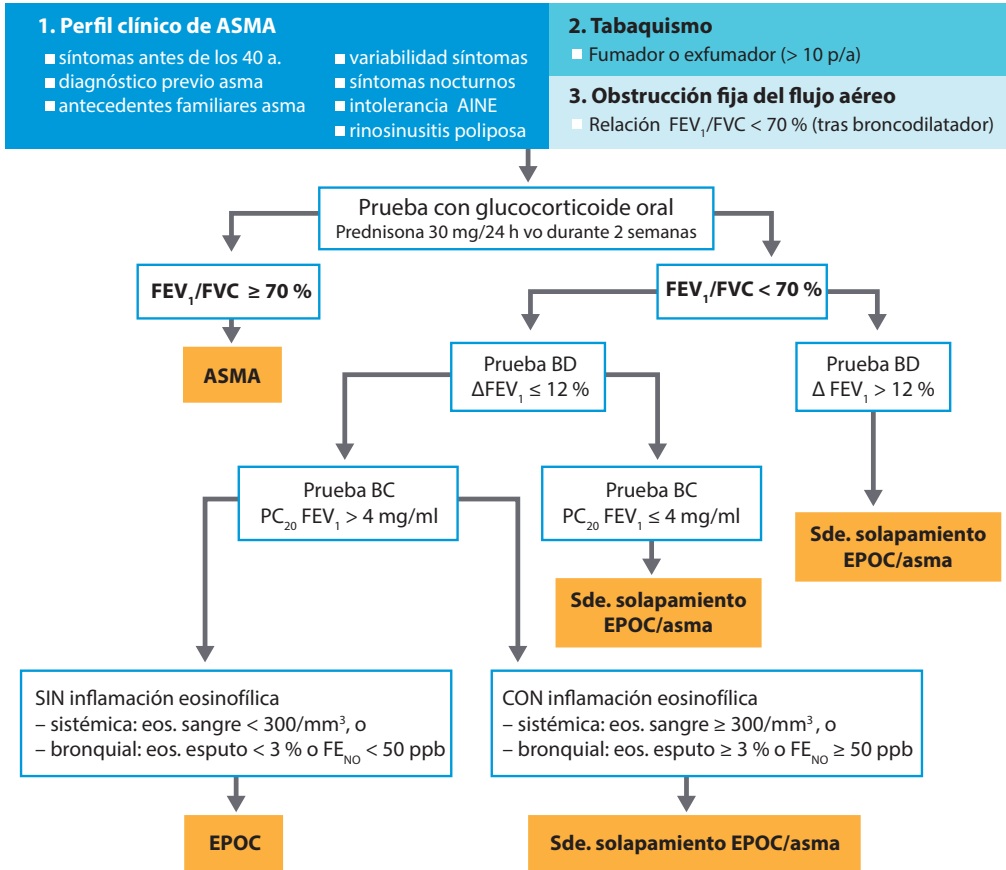 1. Perfil clínico de ASMA
síntomas antes de los 40 a.
diagnóstico previo asma
antecedentes familiares asma
variabilidad síntomas
síntomas nocturnos
intolerancia AINE
rinosinusitis poliposa
2. Tabaquismo
Fumador o exfumador (> 10 p/a)
3. Obstrucción fija del flujo aéreo
Relación FEV₁/FVC < 70 % (tras broncodilatador)
Prueba con glucocorticoide oral
Prednisona 30 mg/24 h vo durante 2 semanas
FEV₁/FVC ≥ 70 %
FEV₁/FVC < 70 %
ASMA
Prueba BD
ΔFEV₁ ≤ 12 %
Prueba BD
Δ FEV₁ > 12 %
Prueba BC
PC₂₀ FEV₁ > 4 mg/ml
Prueba BC
PC₂₀ FEV₁ ≤ 4 mg/ml
Sde. solapamiento
EPOC/asma
Sde. solapamiento
EPOC/asma
SIN inflamación eosinofílica
– sistémica: eos. sangre < 300/mm³, o
– bronquial: eos. esputo < 3 % o FE_NO < 50 ppb
CON inflamación eosinofílica
– sistémica: eos. sangre ≥ 300/mm³, o
– bronquial: eos. esputo ≥ 3 % o FE_NO ≥ 50 ppb
EPOC
Sde. solapamiento EPOC/asma